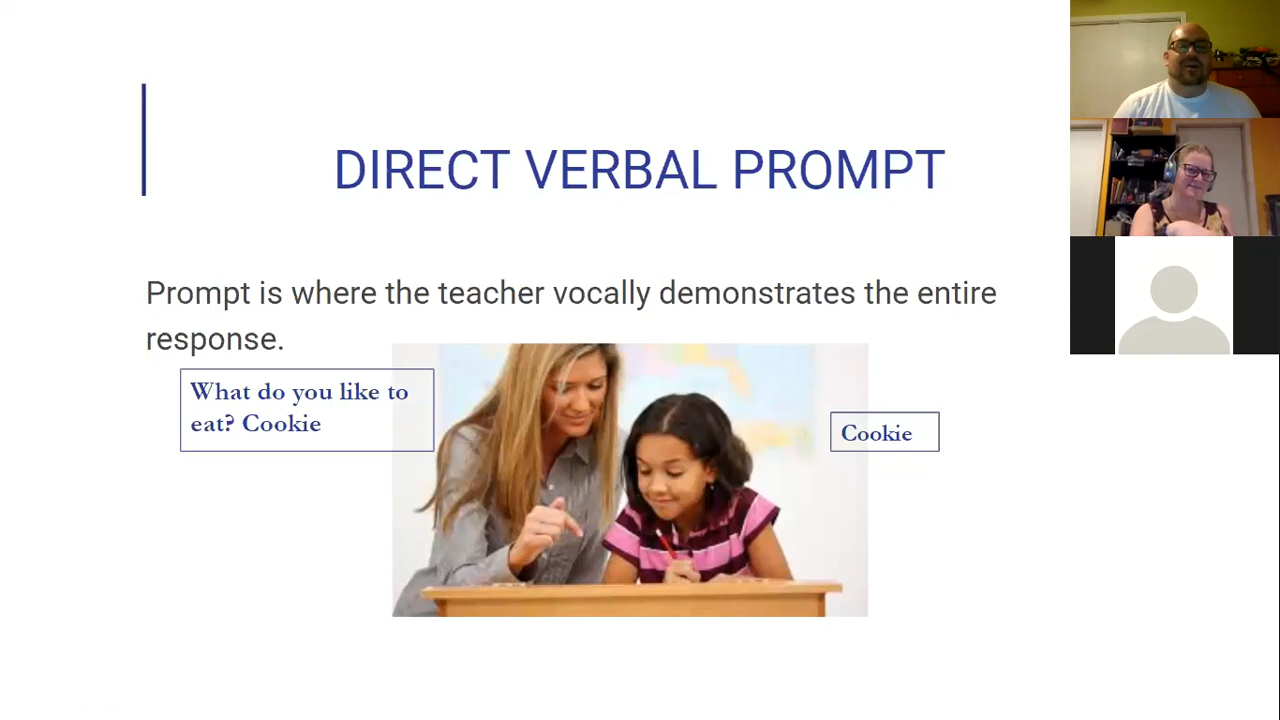 DIRECT VERBAL PROMPT
Prompt is where the teacher vocally demonstrates the entire
response.
What do you like to
eat? Cookie
Cookie